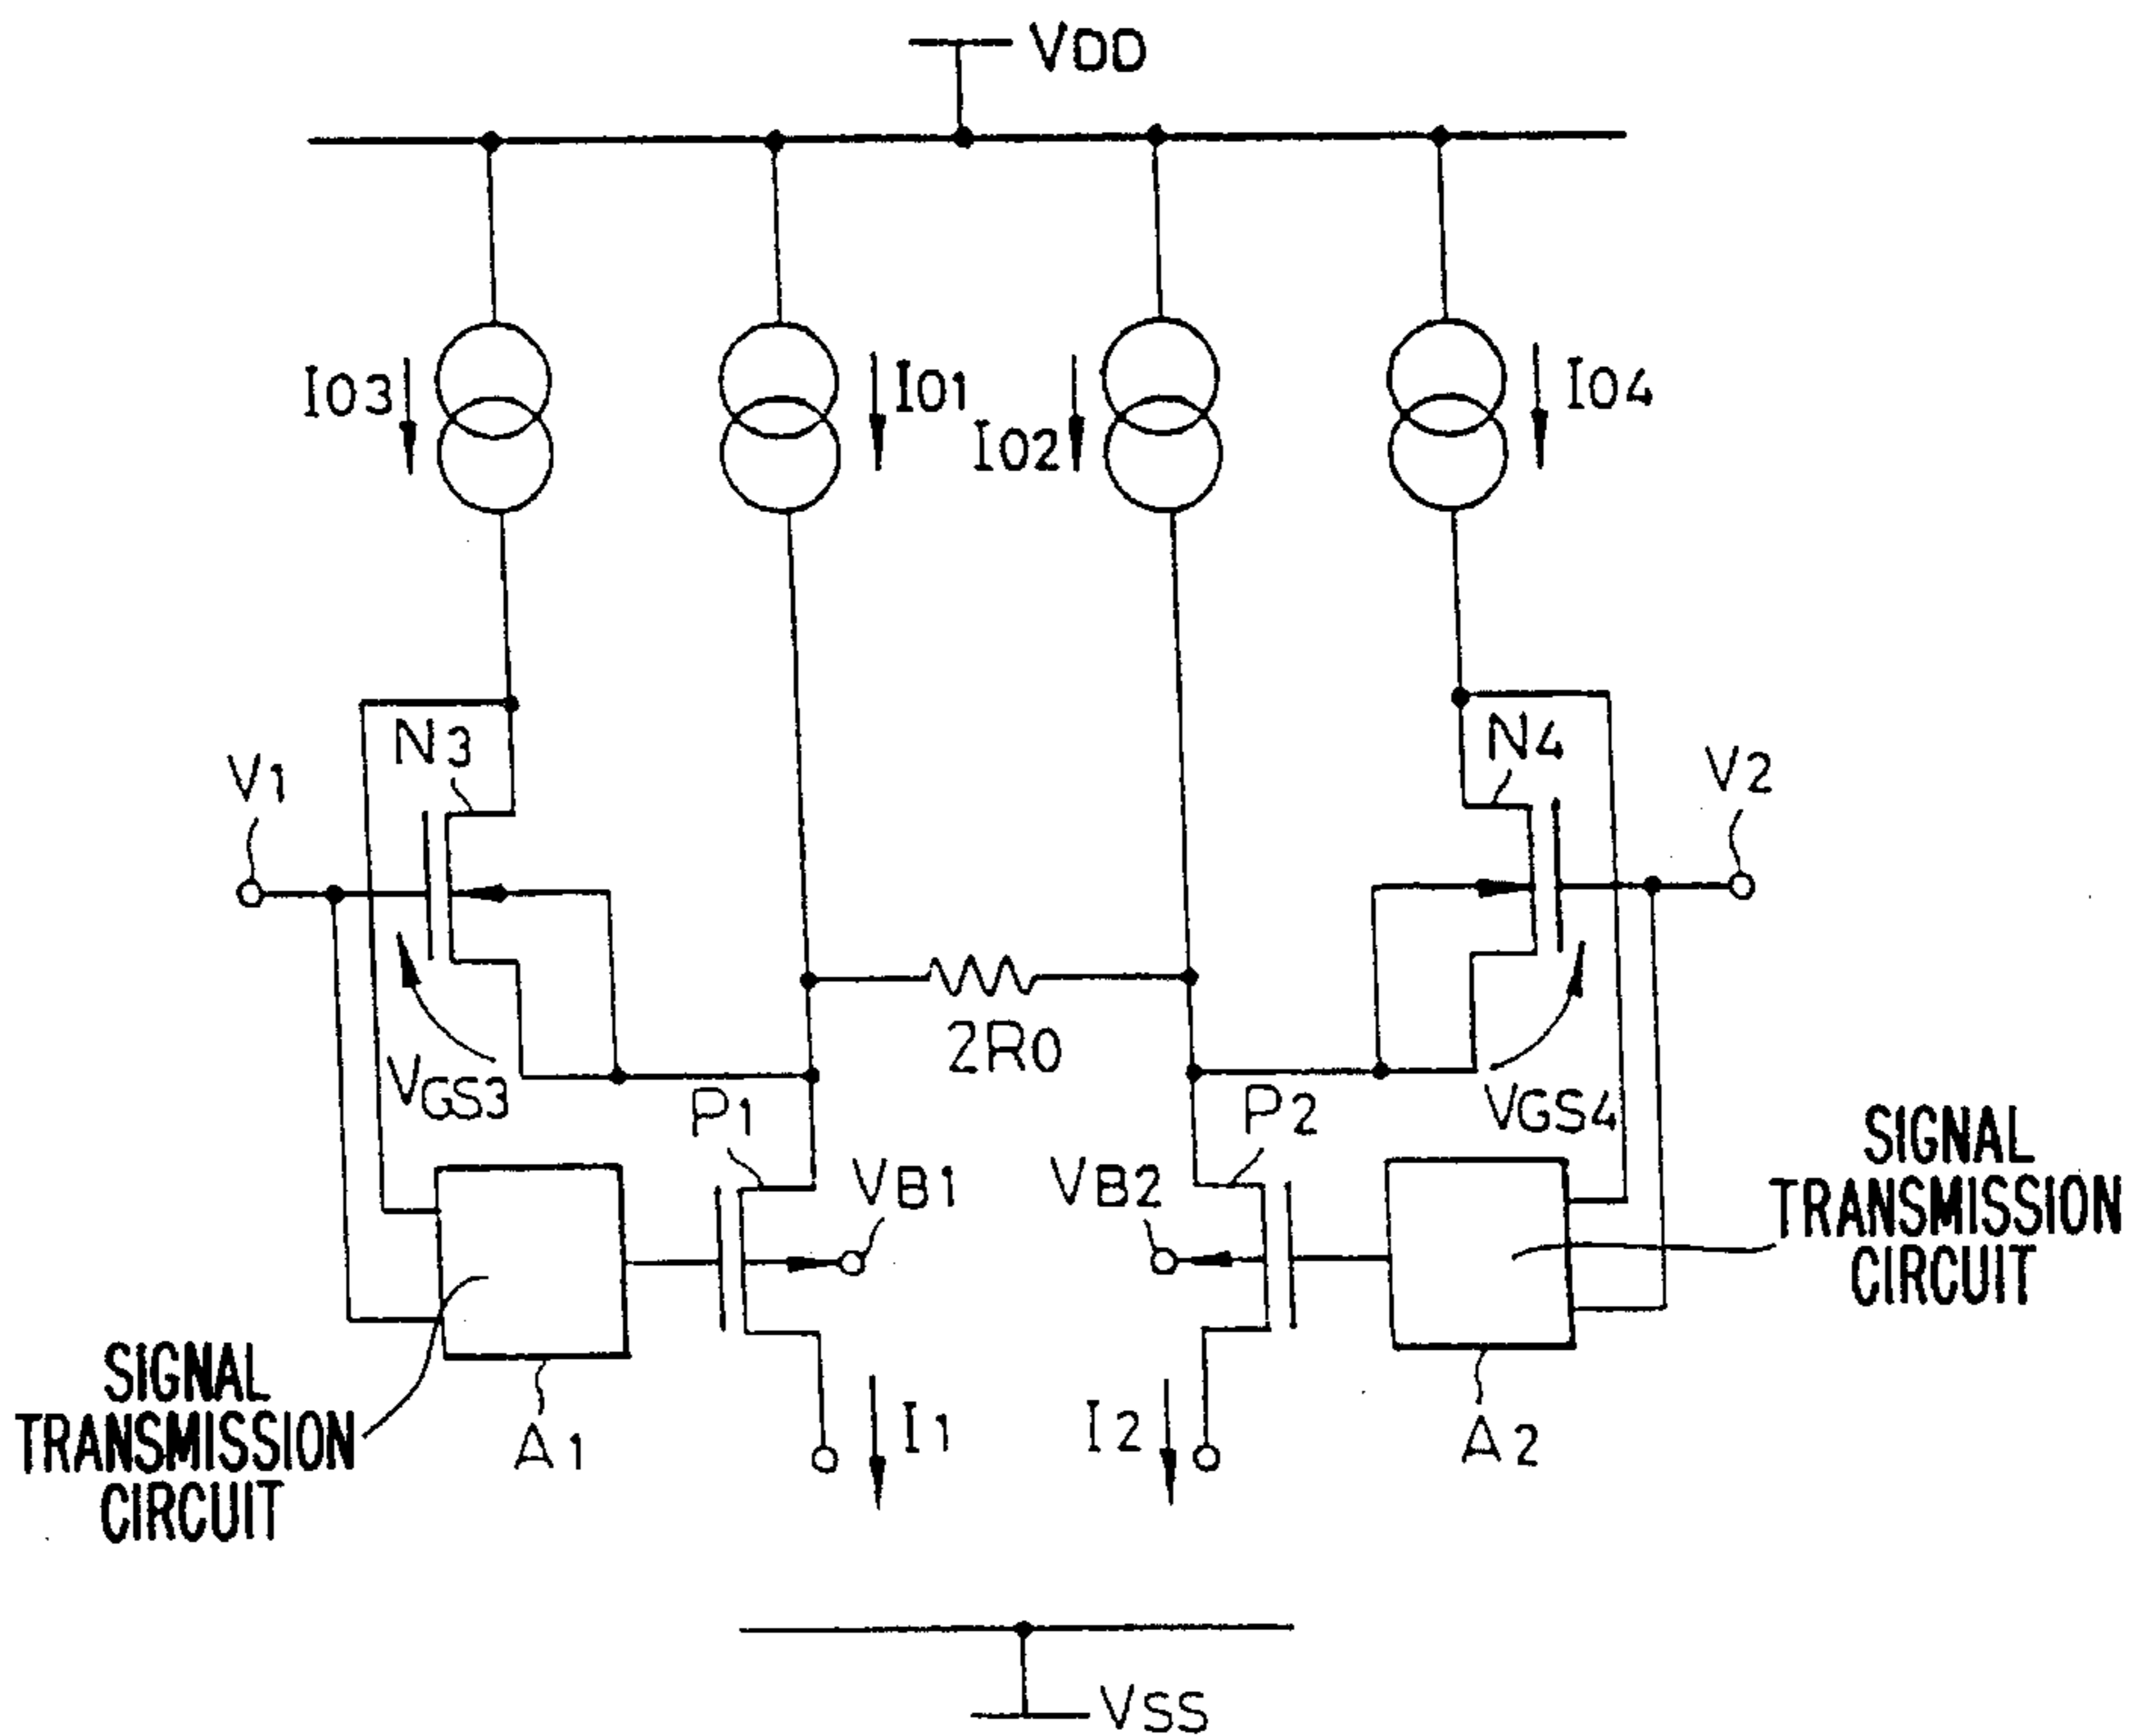 VDD
I03
I01
I02
I04
N3
N4
V1
V2
2R0
VGS3
VGS4
P1
P2
VB1
VB2
SIGNAL
TRANSMISSION
CIRCUIT
SIGNAL
TRANSMISSION
CIRCUIT
A1
I1
I2
A2
VSS